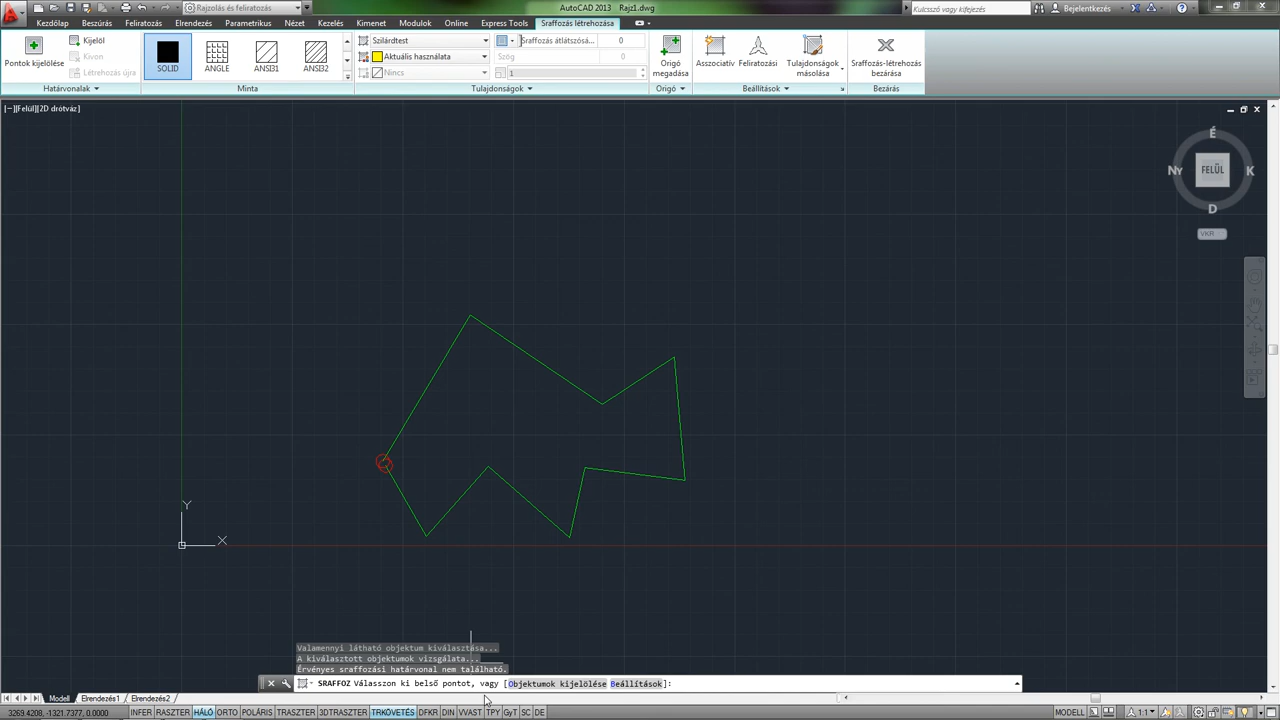 Rajzolás és feliratozás
AutoCAD 2013 Rajz1.dwg
Kulcsszó vagy kifejezés
Bejelentkezés
Kezdőlap Beszúrás Feliratozás Elrendezés Parametrikus Nézet Kezelés Kimenet Modulok Online Express Tools Sraffozás létrehozása
Pontok kijelölése
Kijelöl
Kivon
Létrehozás újra
SOLID ANGLE ANSI31 ANSI32
Szilárdtest
Aktuális használata
Nincs
Sraffozás átlátszósá... 0
Szög 0
1
Origó megadása
Asszociatív
Feliratozási
Tulajdonságok másolása
Sraffozás-létrehozás bezárása
Határvonalak Minta Tulajdonságok Origó Beállítások Bezárás
[−][Felül][2D drótváz]
É
NY FELÜL K
D
VKR
Y
X
Valamennyi látható objektum kiválasztása...
A kiválasztott objektumok vizsgálata...
Érvényes sraffozási határvonal nem található.
SRAFFOZ Válasszon ki belső pontot, vagy [Objektumok kijelölése Beállítások]:
Modell Elrendezés1 Elrendezés2
3269.4208, -1321.7377, 0.0000 INFER RASZTER HÁLÓ ORTO POLÁRIS TRASZTER 3DTRASZTER TRKÖVETÉS DFKR DIN VVAST TPY GyT SC DE
MODELL 1:1